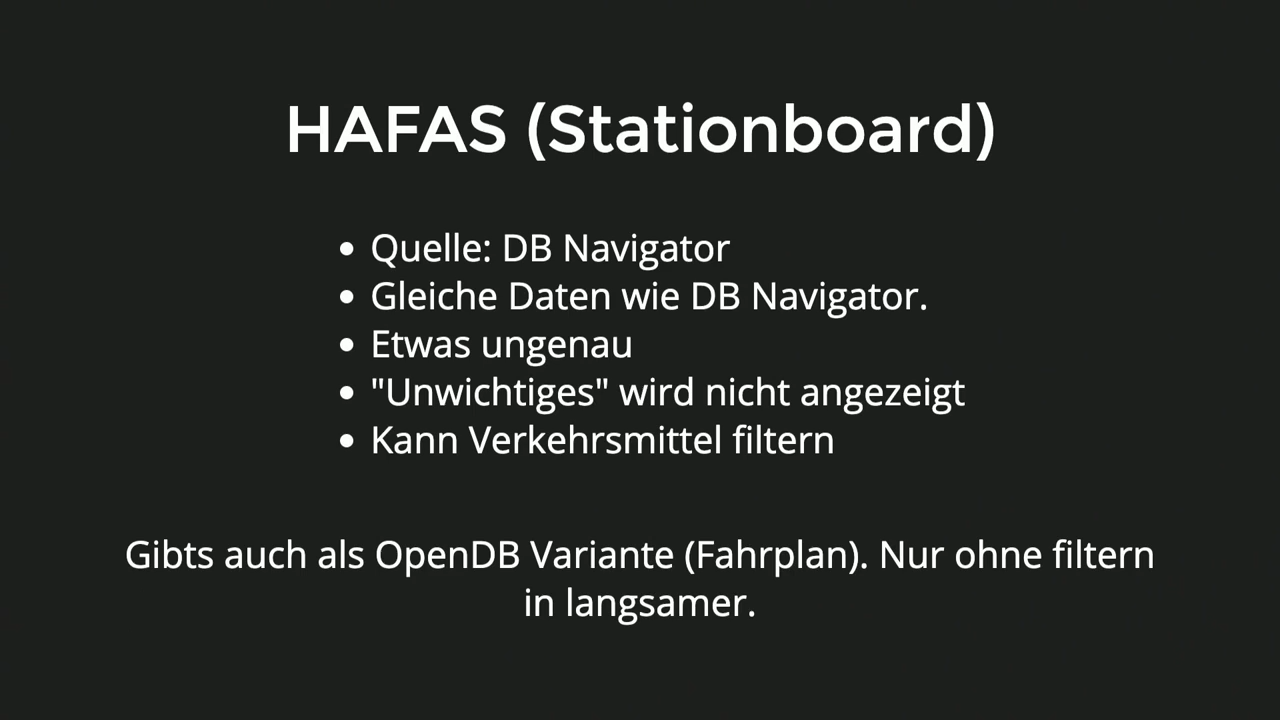 HAFAS (Stationboard)
• Quelle: DB Navigator
• Gleiche Daten wie DB Navigator.
• Etwas ungenau
• "Unwichtiges" wird nicht angezeigt
• Kann Verkehrsmittel filtern
Gibts auch als OpenDB Variante (Fahrplan). Nur ohne filtern
in langsamer.